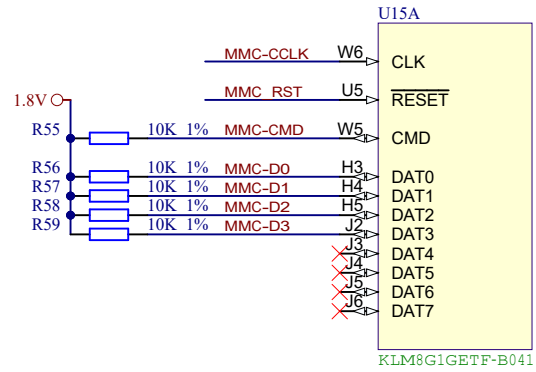 U15A
MMC-CCLK W6 CLK
MMC_RST U5 RESET
1.8V
R55 10K 1% MMC-CMD W5 CMD
R56 10K 1% MMC-D0 H3 DAT0
R57 10K 1% MMC-D1 H4 DAT1
R58 10K 1% MMC-D2 H5 DAT2
R59 10K 1% MMC-D3 J2 DAT3
J3 DAT4
J4 DAT5
J5 DAT6
J6 DAT7
KLM8G1GETF-B041